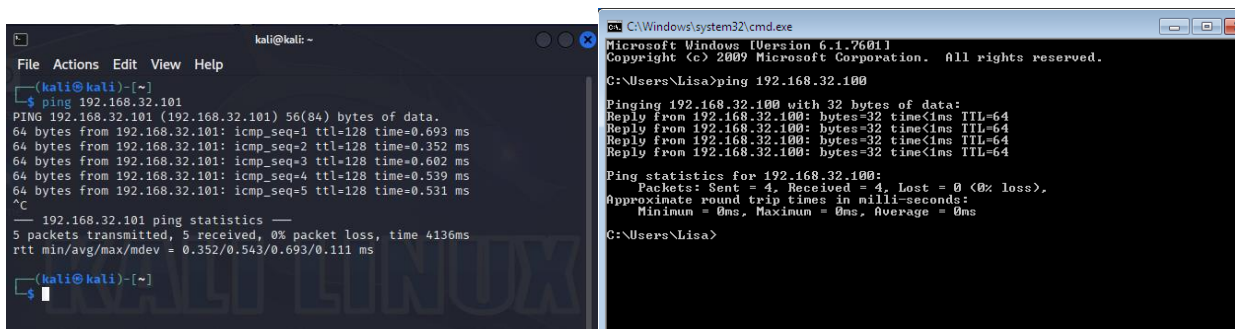 kali@kali: ~
File Actions Edit View Help
(kali㉿kali)-[~]
$ ping 192.168.32.101
PING 192.168.32.101 (192.168.32.101) 56(84) bytes of data.
64 bytes from 192.168.32.101: icmp_seq=1 ttl=128 time=0.693 ms
64 bytes from 192.168.32.101: icmp_seq=2 ttl=128 time=0.352 ms
64 bytes from 192.168.32.101: icmp_seq=3 ttl=128 time=0.602 ms
64 bytes from 192.168.32.101: icmp_seq=4 ttl=128 time=0.539 ms
64 bytes from 192.168.32.101: icmp_seq=5 ttl=128 time=0.531 ms
^C
— 192.168.32.101 ping statistics —
5 packets transmitted, 5 received, 0% packet loss, time 4136ms
rtt min/avg/max/mdev = 0.352/0.543/0.693/0.111 ms
(kali㉿kali)-[~]
$
KALI LINUX
C:\Windows\system32\cmd.exe
Microsoft Windows [Version 6.1.7601]
Copyright (c) 2009 Microsoft Corporation. All rights reserved.
C:\Users\Lisa>ping 192.168.32.100
Pinging 192.168.32.100 with 32 bytes of data:
Reply from 192.168.32.100: bytes=32 time<1ms TTL=64
Reply from 192.168.32.100: bytes=32 time<1ms TTL=64
Reply from 192.168.32.100: bytes=32 time<1ms TTL=64
Reply from 192.168.32.100: bytes=32 time<1ms TTL=64
Ping statistics for 192.168.32.100:
Packets: Sent = 4, Received = 4, Lost = 0 (0% loss),
Approximate round trip times in milli-seconds:
Minimum = 0ms, Maximum = 0ms, Average = 0ms
C:\Users\Lisa>